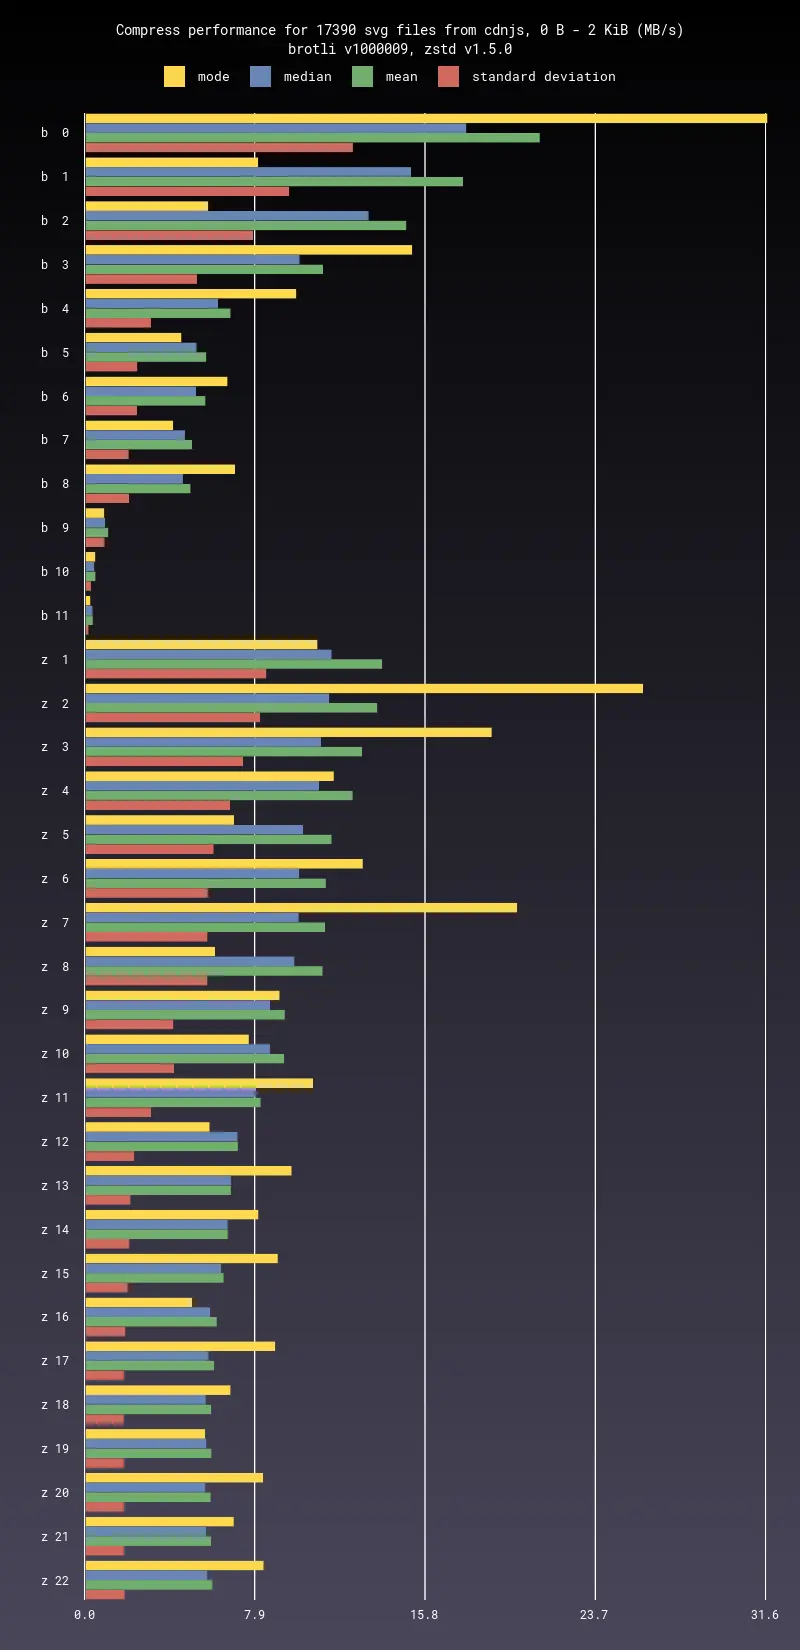 Compress performance for 17390 svg files from cdnjs, 0 B - 2 KiB (MB/s)
brotli v1000009, zstd v1.5.0
mode median mean standard deviation
b 0
b 1
b 2
b 3
b 4
b 5
b 6
b 7
b 8
b 9
b 10
b 11
z 1
z 2
z 3
z 4
z 5
z 6
z 7
z 8
z 9
z 10
z 11
z 12
z 13
z 14
z 15
z 16
z 17
z 18
z 19
z 20
z 21
z 22
0.0 7.9 15.8 23.7 31.6